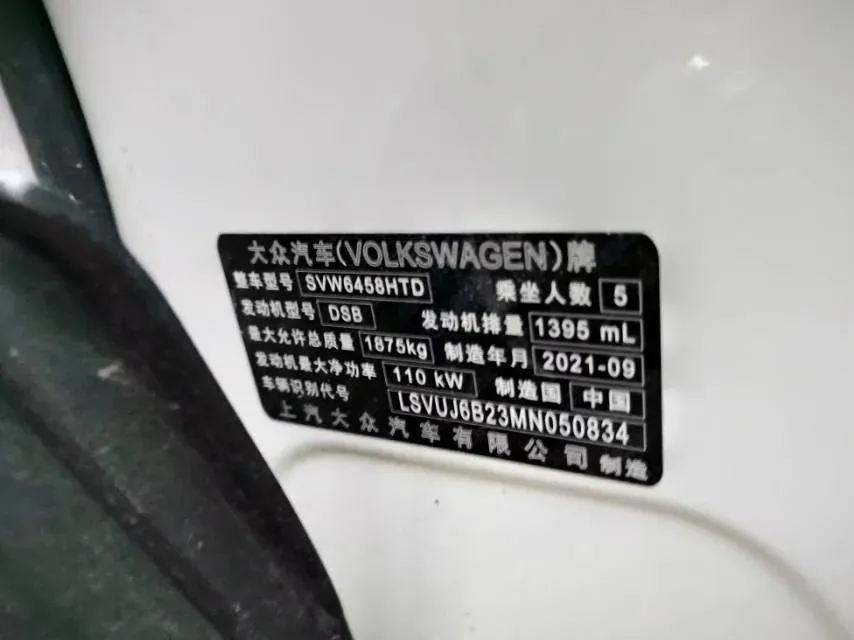 大众汽车(VOLKSWAGEN)牌
整车型号 SVW6458HTD 乘坐人数 5
发动机型号 DSB 发动机排量 1395 mL
最大允许总质量 1875kg 制造年月 2021-09
发动机最大净功率 110 kW 制造国 中国
车辆识别代号 LSVUJ6B23MN050834
上汽大众汽车有限公司 制造